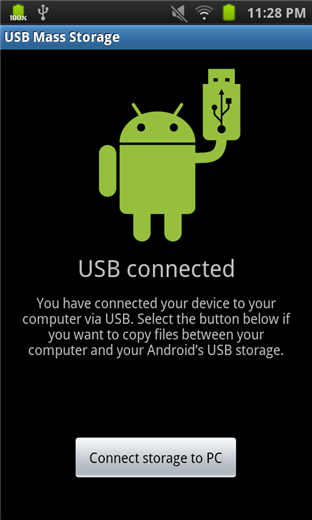 100%
11:28 PM
USB Mass Storage
USB connected
You have connected your device to your
computer via USB. Select the button below if
you want to copy files between your
computer and your Android's USB storage.
Connect storage to PC